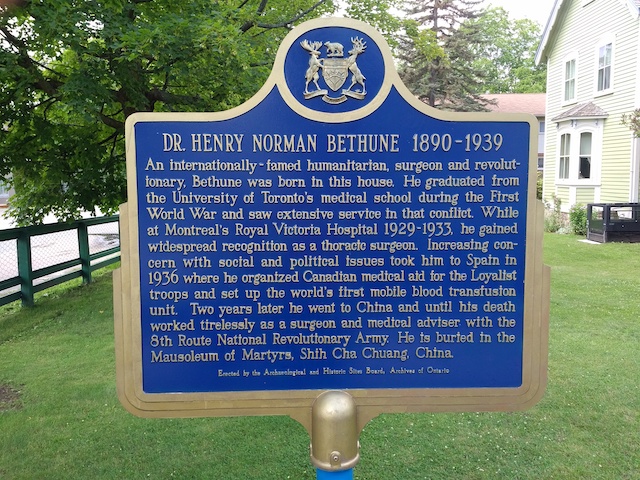 DR. HENRY NORMAN BETHUNE 1890-1939
An internationally-famed humanitarian, surgeon and revolut-
ionary, Bethune was born in this house. He graduated from
the University of Toronto's medical school during the First
World War and saw extensive service in that conflict. While
at Montreal's Royal Victoria Hospital 1929-1933, he gained
widespread recognition as a thoracic surgeon. Increasing con-
cern with social and political issues took him to Spain in
1936 where he organized Canadian medical aid for the Loyalist
troops and set up the world's first mobile blood transfusion
unit. Two years later he went to China and until his death
worked tirelessly as a surgeon and medical adviser with the
8th Route National Revolutionary Army. He is buried in the
Mausoleum of Martyrs, Shih Cha Chuang, China.
Erected by the Archaeological and Historic Sites Board, Archives of Ontario